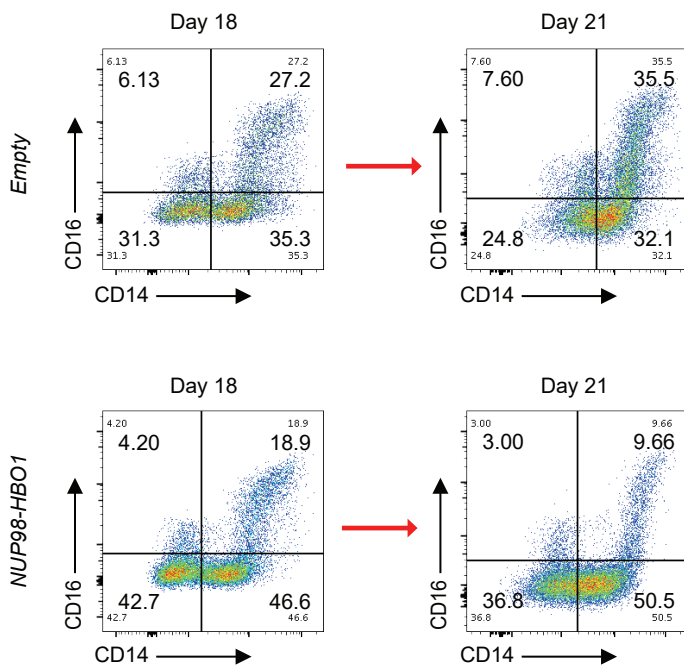 Day 18
Day 21
Empty
6.13
27.2
6.13
27.2
31.3
35.3
31.3
35.3
CD16
CD14
7.60
35.5
7.60
35.5
24.8
32.1
24.8
32.1
CD16
CD14
Day 18
Day 21
NUP98-HBO1
4.20
18.9
4.20
18.9
42.7
46.6
42.7
46.6
CD16
CD14
3.00
9.66
3.00
9.66
36.8
50.5
36.8
50.5
CD16
CD14